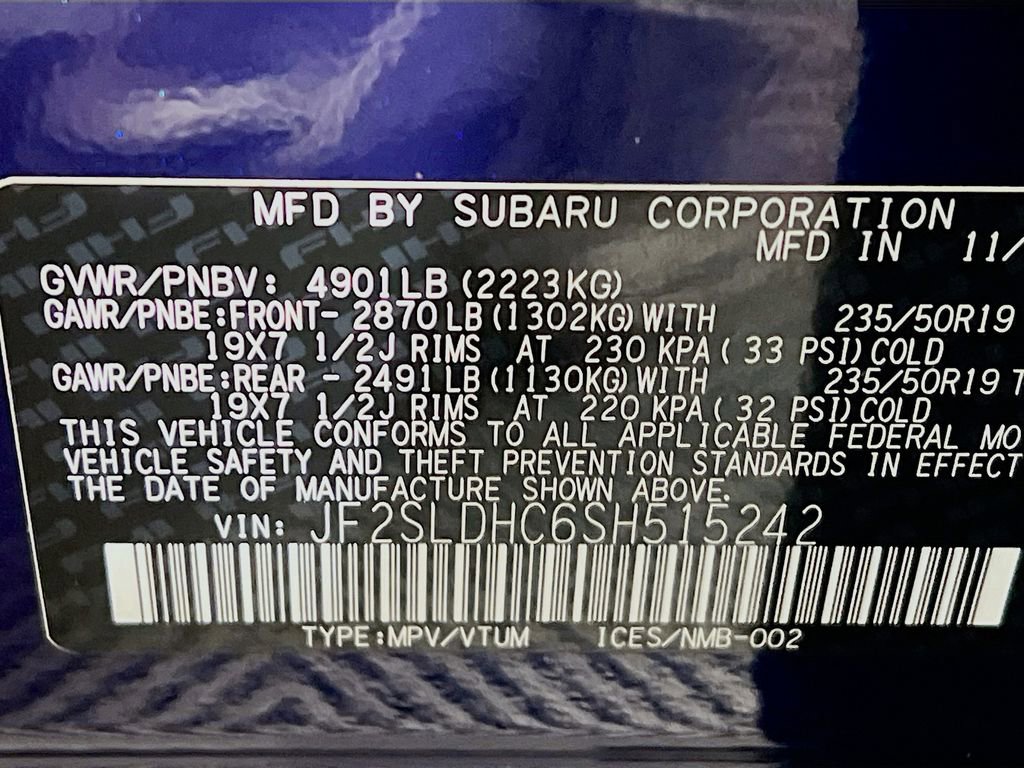 MFD BY SUBARU CORPORATION
MFD IN 11/
GVWR/PNBV: 4901LB (2223KG)
GAWR/PNBE:FRONT- 2870 LB (1302KG) WITH 235/50R19
19X7 1/2J RIMS AT 230 KPA ( 33 PSI) COLD
GAWR/PNBE:REAR - 2491 LB (1130KG) WITH 235/50R19 T
19X7 1/2J RIMS AT 220 KPA ( 32 PSI) COLD
THIS VEHICLE CONFORMS TO ALL APPLICABLE FEDERAL MO
VEHICLE SAFETY AND THEFT PREVENTION STANDARDS IN EFFECT
THE DATE OF MANUFACTURE SHOWN ABOVE.
VIN: JF2SLDHC6SH515242
TYPE:MPV/VTUM ICES/NMB-002